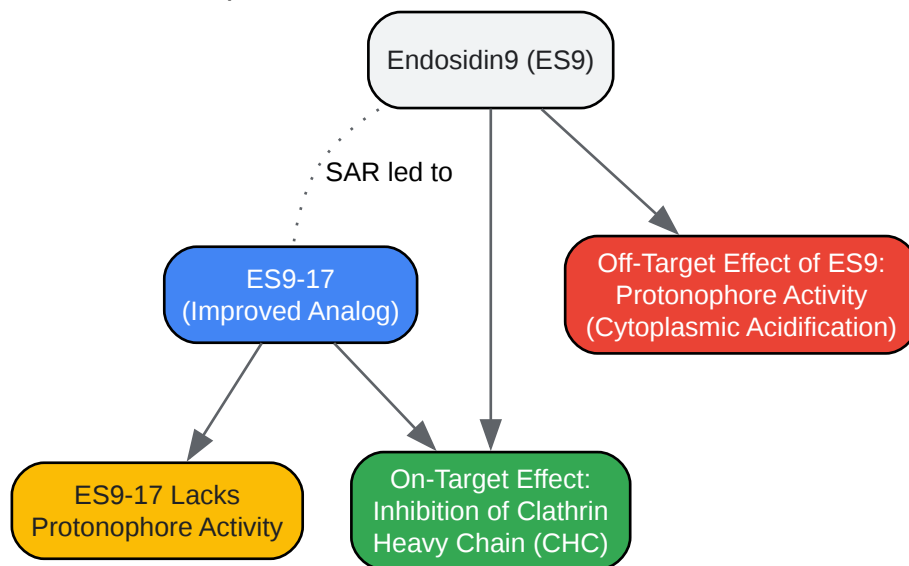 Endosidin9 (ES9)
SAR led to
ES9-17
(Improved Analog)
Off-Target Effect of ES9:
Protonophore Activity
(Cytoplasmic Acidification)
ES9-17 Lacks
Protonophore Activity
On-Target Effect:
Inhibition of Clathrin
Heavy Chain (CHC)